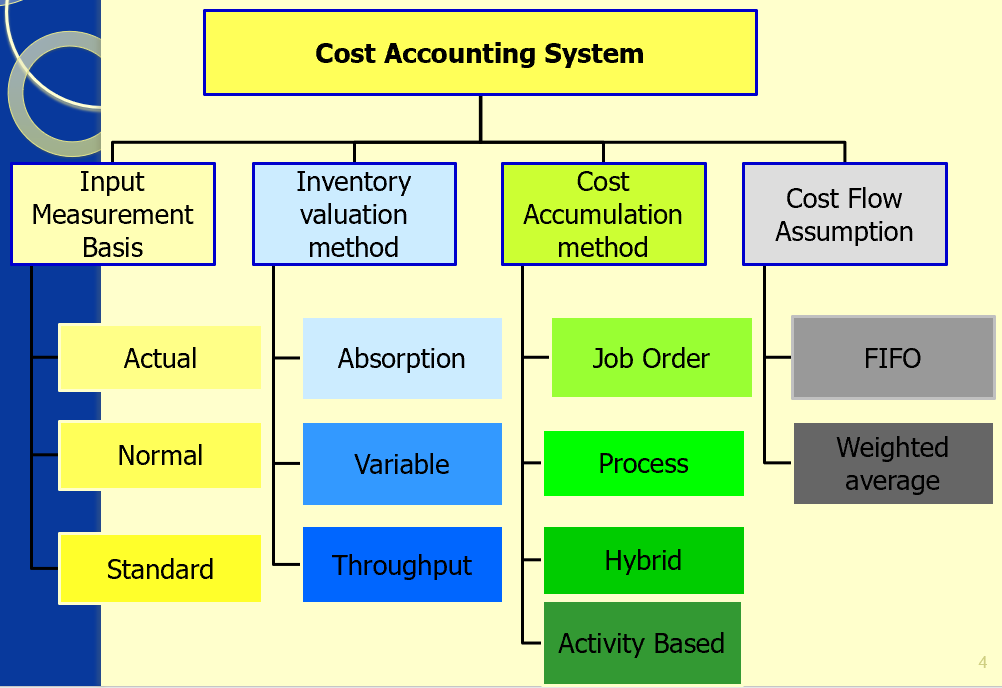 Cost Accounting System
Input
Measurement
Basis
Inventory
valuation
method
Cost
Accumulation
method
Cost Flow
Assumption
Actual
Normal
Standard
Absorption
Variable
Throughput
Job Order
Process
Hybrid
Activity Based
FIFO
Weighted
average
4